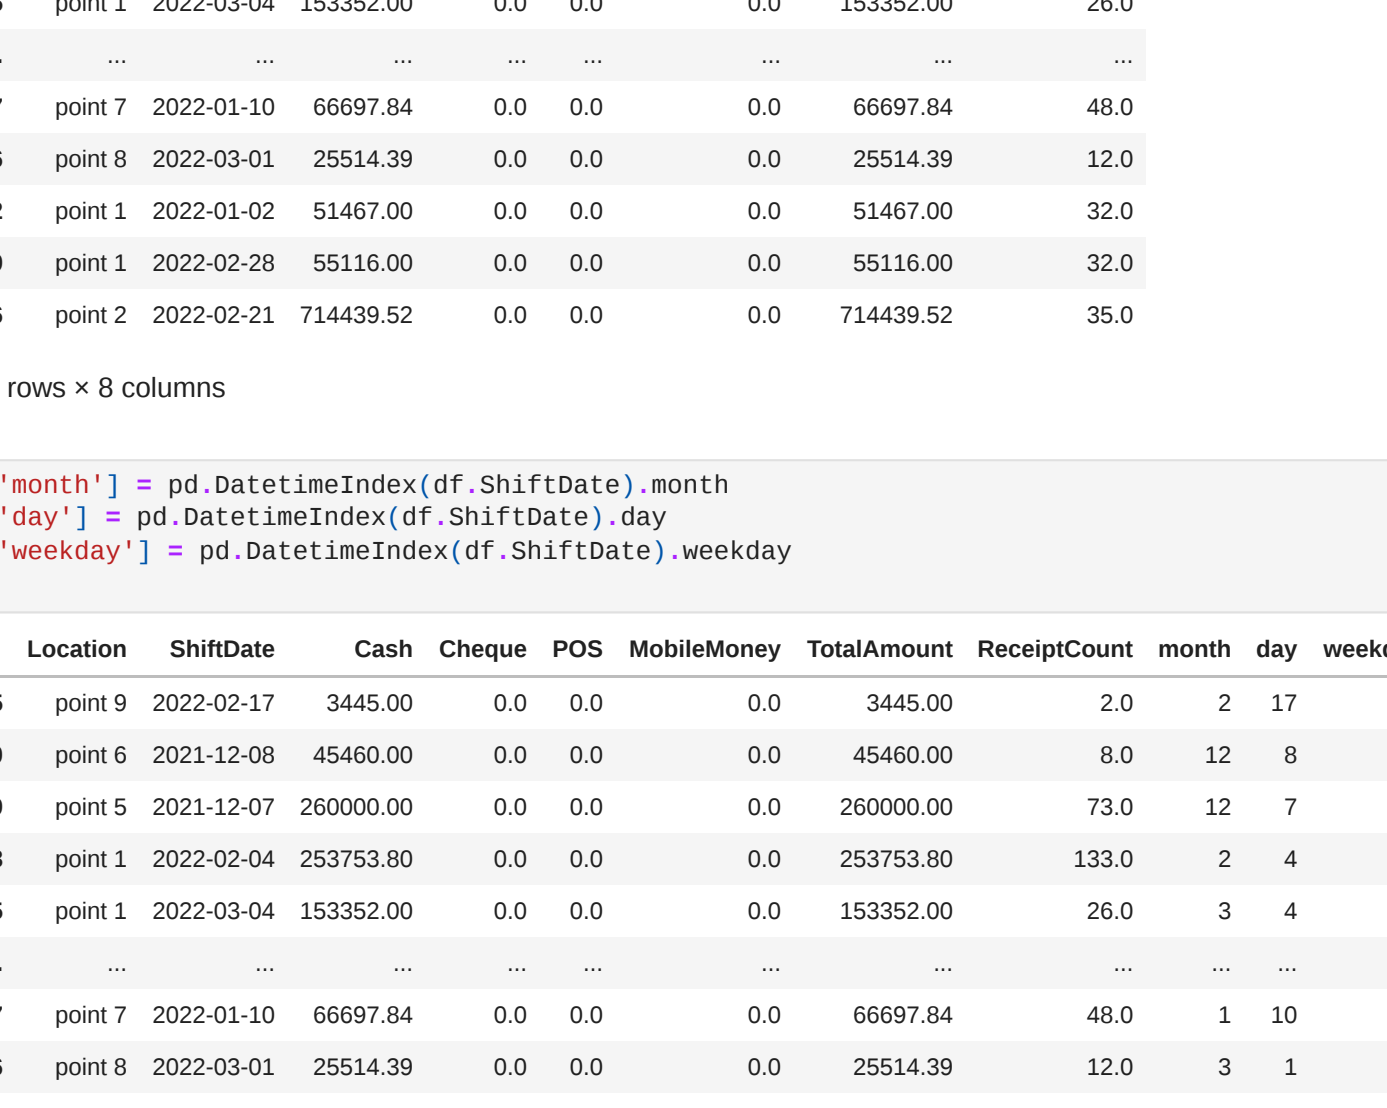 point 1 2022-03-04 153352.00 0.0 0.0 0.0 153352.00 26.0
... ... ... ... ... ... ... ...
point 7 2022-01-10 66697.84 0.0 0.0 0.0 66697.84 48.0
point 8 2022-03-01 25514.39 0.0 0.0 0.0 25514.39 12.0
point 1 2022-01-02 51467.00 0.0 0.0 0.0 51467.00 32.0
point 1 2022-02-28 55116.00 0.0 0.0 0.0 55116.00 32.0
point 2 2022-02-21 714439.52 0.0 0.0 0.0 714439.52 35.0
rows × 8 columns
'month'] = pd.DatetimeIndex(df.ShiftDate).month
'day'] = pd.DatetimeIndex(df.ShiftDate).day
'weekday'] = pd.DatetimeIndex(df.ShiftDate).weekday
Location ShiftDate Cash Cheque POS MobileMoney TotalAmount ReceiptCount month day
point 9 2022-02-17 3445.00 0.0 0.0 0.0 3445.00 2.0 2 17
point 6 2021-12-08 45460.00 0.0 0.0 0.0 45460.00 8.0 12 8
point 5 2021-12-07 260000.00 0.0 0.0 0.0 260000.00 73.0 12 7
point 1 2022-02-04 253753.80 0.0 0.0 0.0 253753.80 133.0 2 4
point 1 2022-03-04 153352.00 0.0 0.0 0.0 153352.00 26.0 3 4
... ... ... ... ... ... ... ... ... ...
point 7 2022-01-10 66697.84 0.0 0.0 0.0 66697.84 48.0 1 10
point 8 2022-03-01 25514.39 0.0 0.0 0.0 25514.39 12.0 3 1